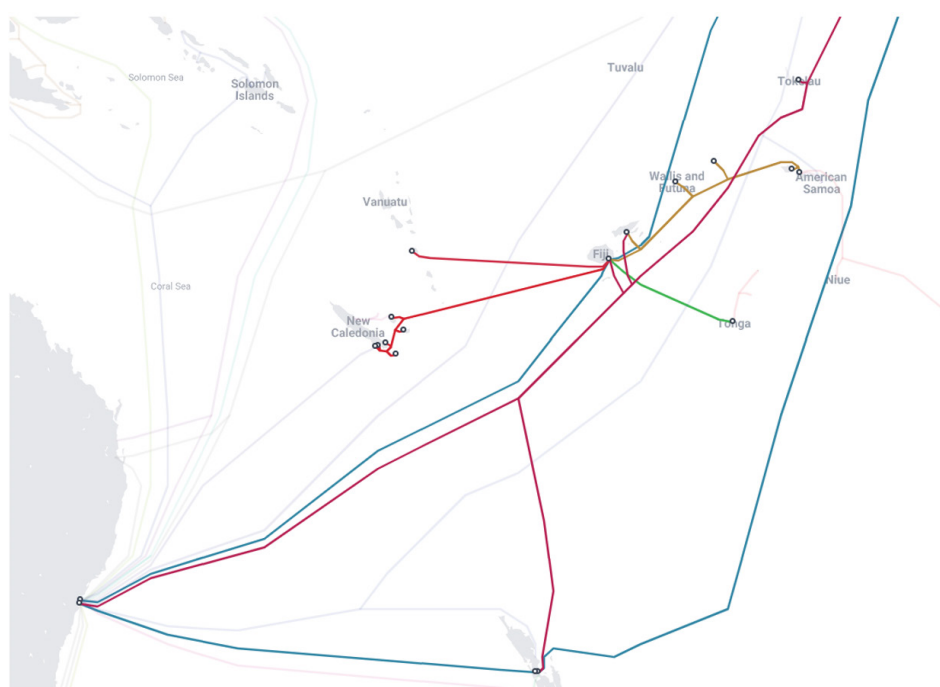 Tuvalu
Tokelau
Solomon Sea
Solomon
Islands
Wallis and
Futuna
American
Samoa
Vanuatu
Fiji
Coral Sea
Niue
New
Caledonia
Tonga